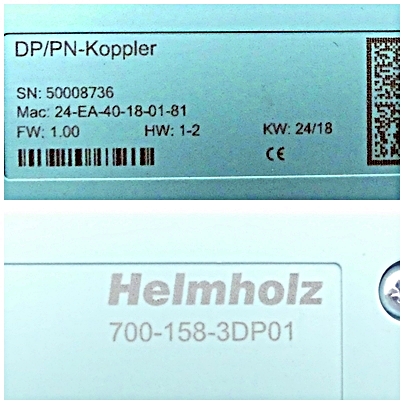 DP/PN-Koppler
SN: 50008736
Mac: 24-EA-40-18-01-81
FW: 1.00 HW: 1-2 KW: 24/18
CE
Helmholz
700-158-3DP01